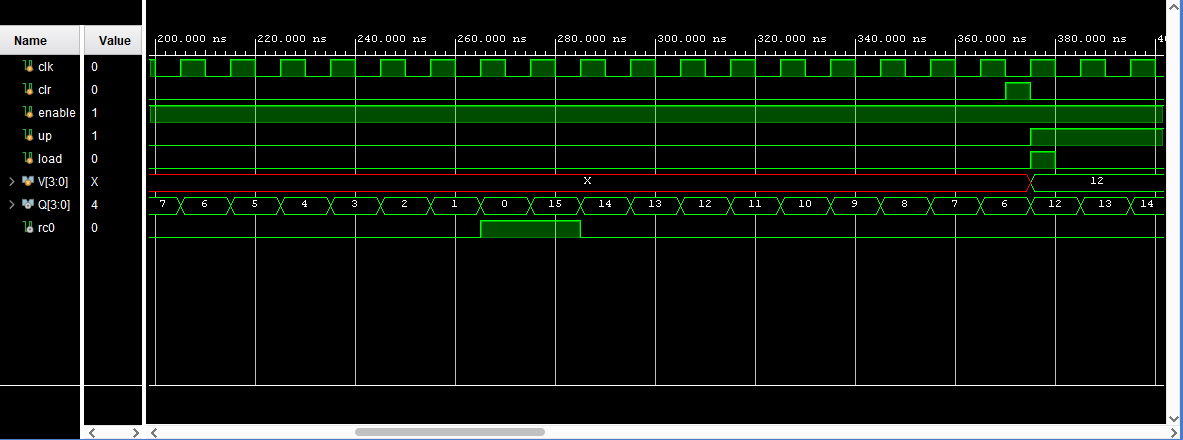 Name Value
200.000 ns 220.000 ns 240.000 ns 260.000 ns 280.000 ns 300.000 ns 320.000 ns 340.000 ns 360.000 ns 380.000 ns
clk 0
clr 0
enable 1
up 1
load 0
V[3:0] X X 12
Q[3:0] 4 7 6 5 4 3 2 1 0 15 14 13 12 11 10 9 8 7 6 12 13 14
rc0 0